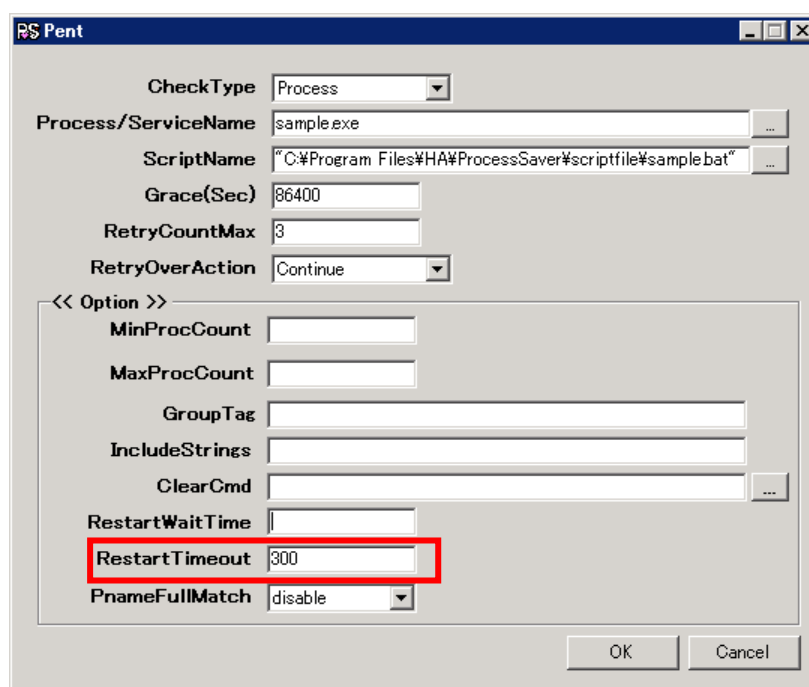 PS Pent
CheckType Process
Process/ServiceName sample.exe ...
ScriptName "C:¥Program Files¥HA¥ProcessSaver¥scriptfile¥sample.bat" ...
Grace(Sec) 86400
RetryCountMax 3
RetryOverAction Continue
<< Option >>
MinProcCount
MaxProcCount
GroupTag
IncludeStrings
ClearCmd ...
RestartWaitTime
RestartTimeout 300
PnameFullMatch disable
OK Cancel